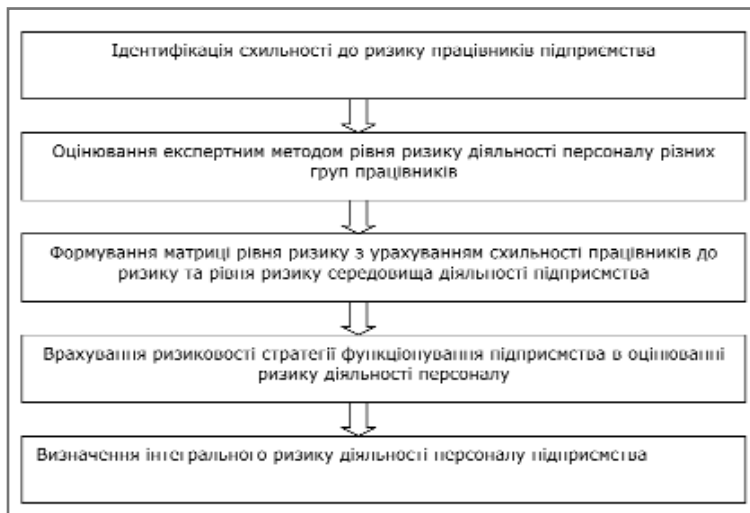 Ідентифікація схильності до ризику працівників підприємства
Оцінювання експертним методом рівня ризику діяльності персоналу різних
груп працівників
Формування матриці рівня ризику з урахуванням схильності працівників до
ризику та рівня ризику середовища діяльності підприємства
Врахування ризиковості стратегії функціонування підприємства в оцінюванні
ризику діяльності персоналу
Визначення інтегрального ризику діяльності персоналу підприємства